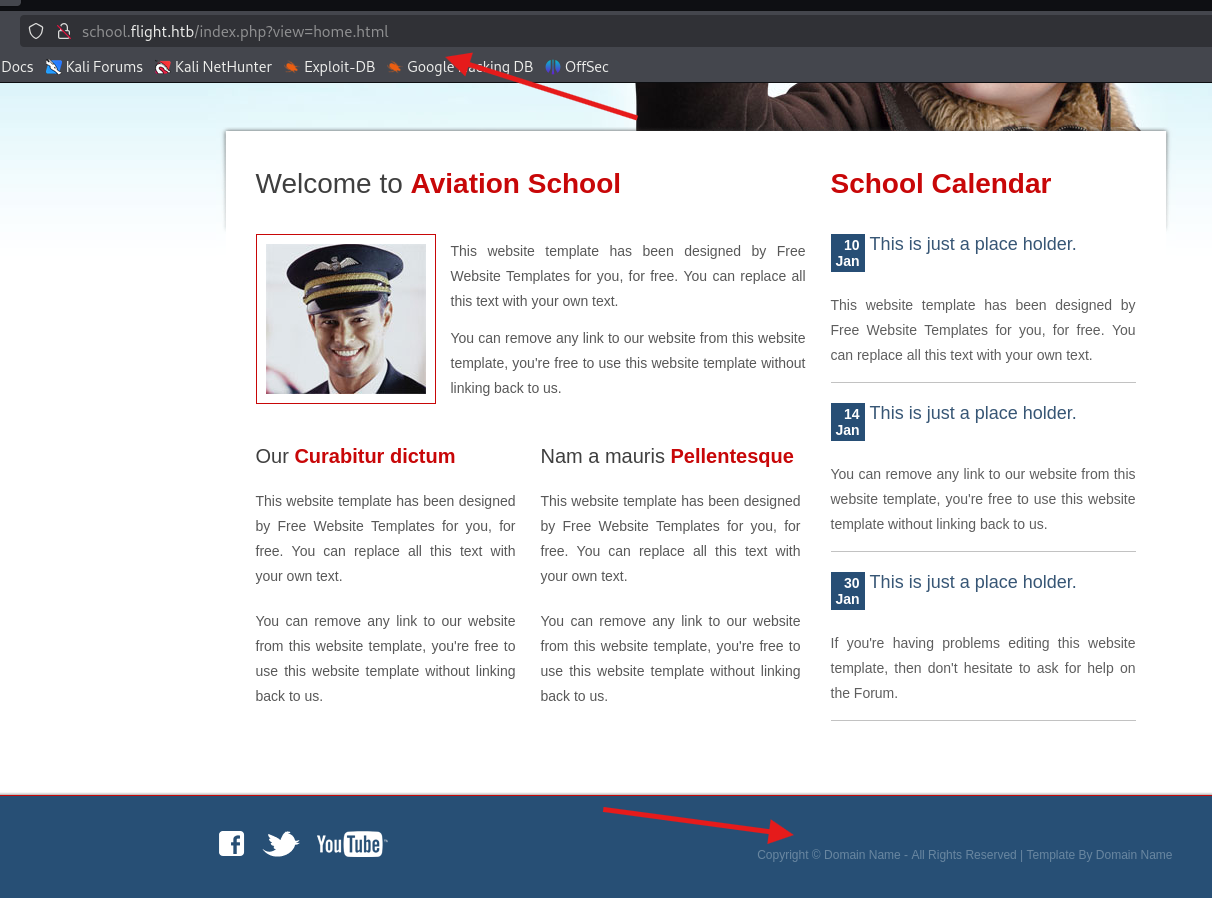 school.flight.htb/index.php?view=home.html
Docs Kali Forums Kali NetHunter Exploit-DB Google Hacking DB OffSec
Welcome to Aviation School
This website template has been designed by Free
Website Templates for you, for free. You can replace all
this text with your own text.
You can remove any link to our website from this website
template, you're free to use this website template without
linking back to us.
Our Curabitur dictum
This website template has been designed
by Free Website Templates for you, for
free. You can replace all this text with
your own text.
You can remove any link to our website
from this website template, you're free to
use this website template without linking
back to us.
Nam a mauris Pellentesque
This website template has been designed
by Free Website Templates for you, for
free. You can replace all this text with
your own text.
You can remove any link to our website
from this website template, you're free to
use this website template without linking
back to us.
School Calendar
10
Jan
This is just a place holder.
This website template has been designed by
Free Website Templates for you, for free. You
can replace all this text with your own text.
14
Jan
This is just a place holder.
You can remove any link to our website from this
website template, you're free to use this website
template without linking back to us.
30
Jan
This is just a place holder.
If you're having problems editing this website
template, then don't hesitate to ask for help on
the Forum.
YouTube
Copyright © Domain Name - All Rights Reserved | Template By Domain Name